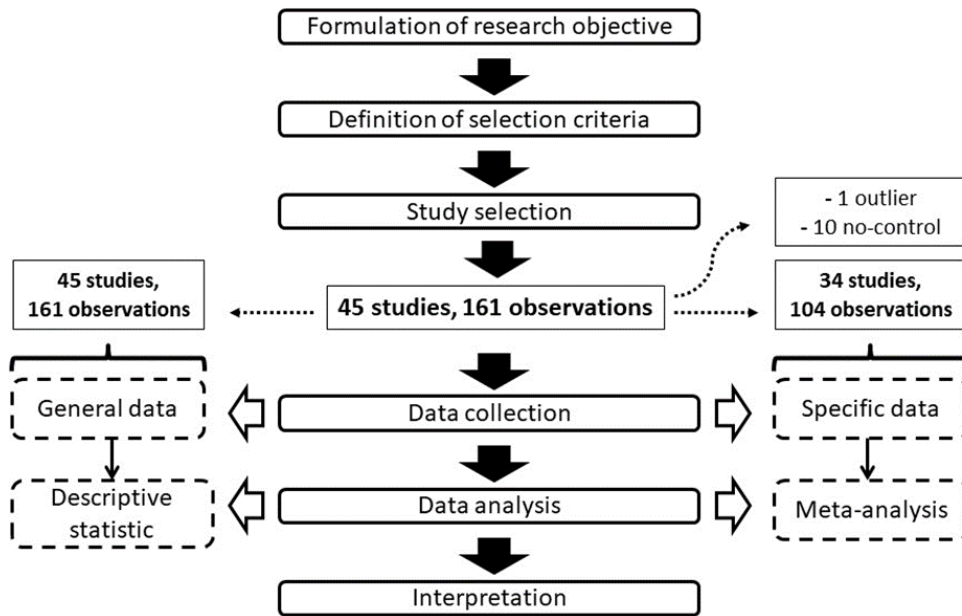 Formulation of research objective
Definition of selection criteria
Study selection
- 1 outlier
- 10 no-control
45 studies,
161 observations
45 studies, 161 observations
34 studies,
104 observations
General data
Data collection
Specific data
Descriptive
statistic
Data analysis
Meta-analysis
Interpretation